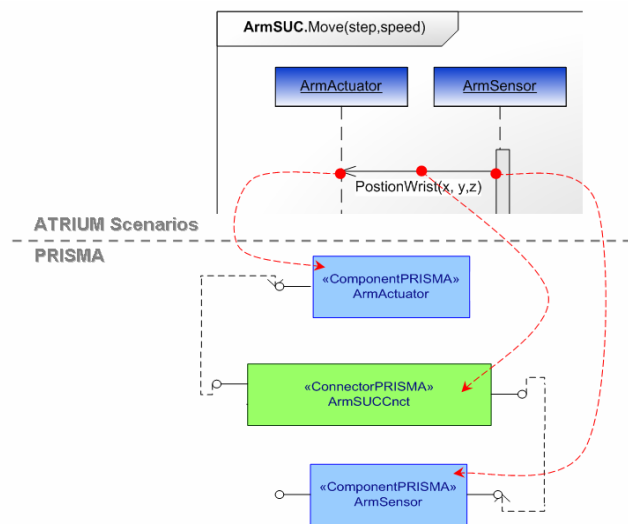 ArmSUC.Move(step,speed)
ArmActuator
ArmSensor
PostionWrist(x, y,z)
ATRIUM Scenarios
PRISMA
«ComponentPRISMA»
ArmActuator
«ConnectorPRISMA»
ArmSUCCnct
«ComponentPRISMA»
ArmSensor